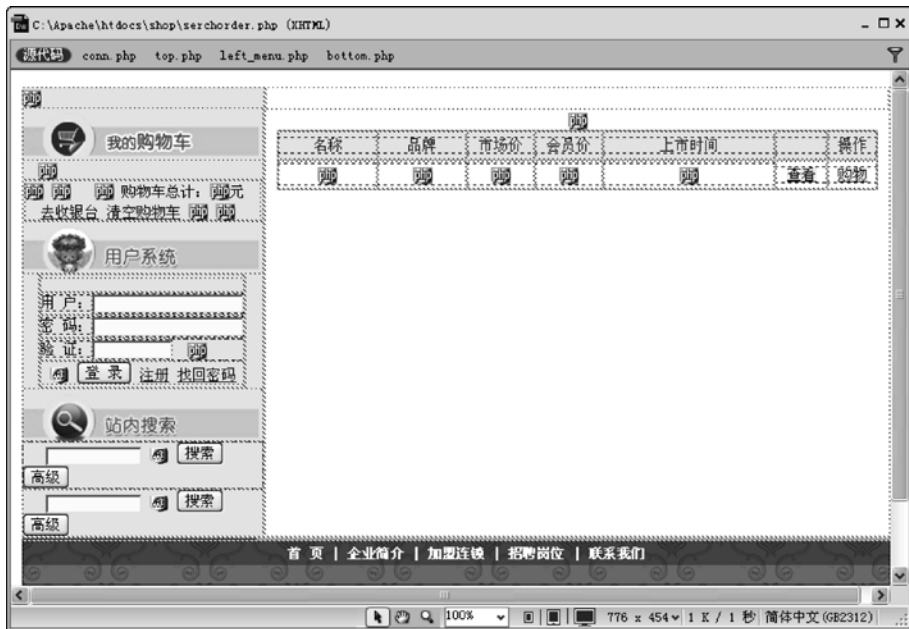 C:\Apache\htdocs\shop\serchorder.php (XHTML)
源代码 conn.php top.php left_menu.php bottom.php
php
我的购物车
php
php php php 购物车总计: php元
去收银台 清空购物车 php php
用户系统
用 户:
密 码:
验 证: php
登 录 注册 找回密码
站内搜索
搜索
高级
搜索
高级
php
名称 品牌 市场价 会员价 上市时间 操作
php php php php php 查看 购物
首 页 | 企业简介 | 加盟连锁 | 招聘岗位 | 联系我们
100% 776 x 454 1 K / 1 秒 简体中文(GB2312)